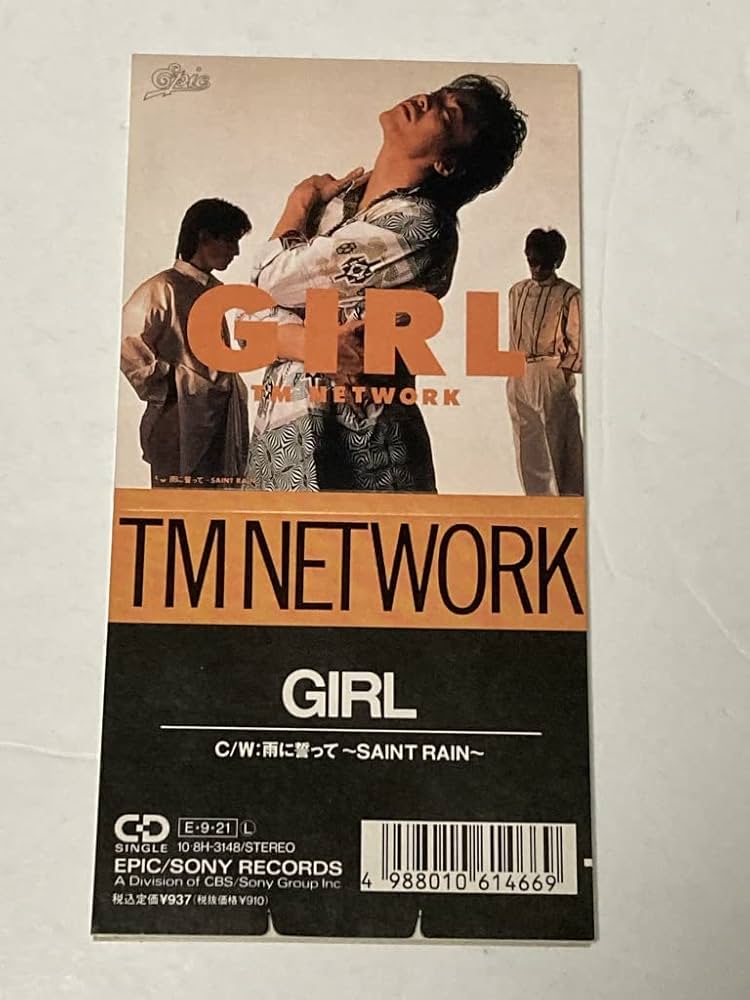 Epic
GIRL
TM NETWORK
c/w 雨に誓って~SAINT RAIN~
TM NETWORK
GIRL
C/W:雨に誓って ~SAINT RAIN~
CD E・9・21 L
SINGLE 10・8H-3148/STEREO
EPIC/SONY RECORDS
A Division of CBS/Sony Group Inc
税込定価¥937(税抜価格¥910)
4 988010 614669